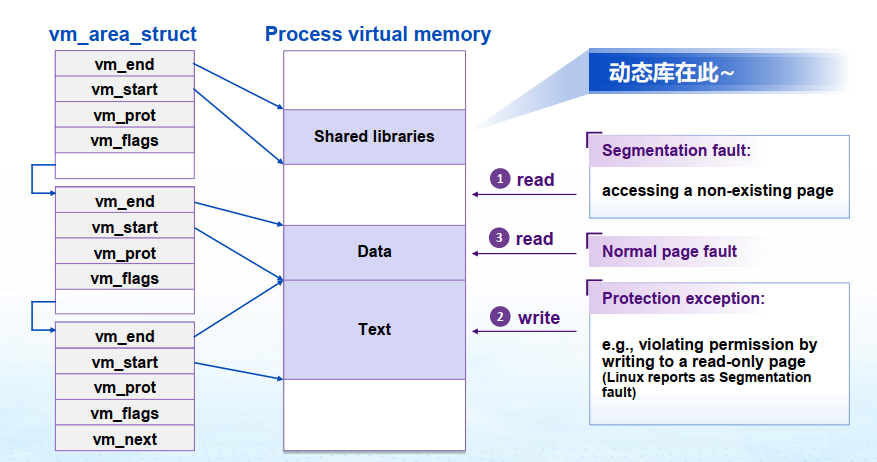 vm_area_struct
vm_end
vm_start
vm_prot
vm_flags
vm_end
vm_start
vm_prot
vm_flags
vm_end
vm_start
vm_prot
vm_flags
vm_next
Process virtual memory
Shared libraries
Data
Text
1 read
3 read
2 write
动态库在此~
Segmentation fault:
accessing a non-existing page
Normal page fault
Protection exception:
e.g., violating permission by
writing to a read-only page
(Linux reports as Segmentation
fault)